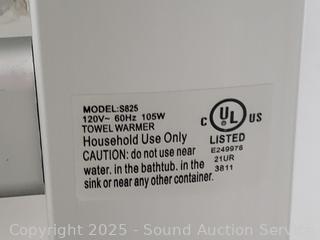 MODEL:S825
120V~ 60Hz 105W
TOWEL WARMER
Household Use Only
CAUTION: do not use near
water. in the bathtub. in the
sink or near any other container.
C UL US
LISTED
E249976
21UR
3811
Copyright 2025 - Sound Auction Service